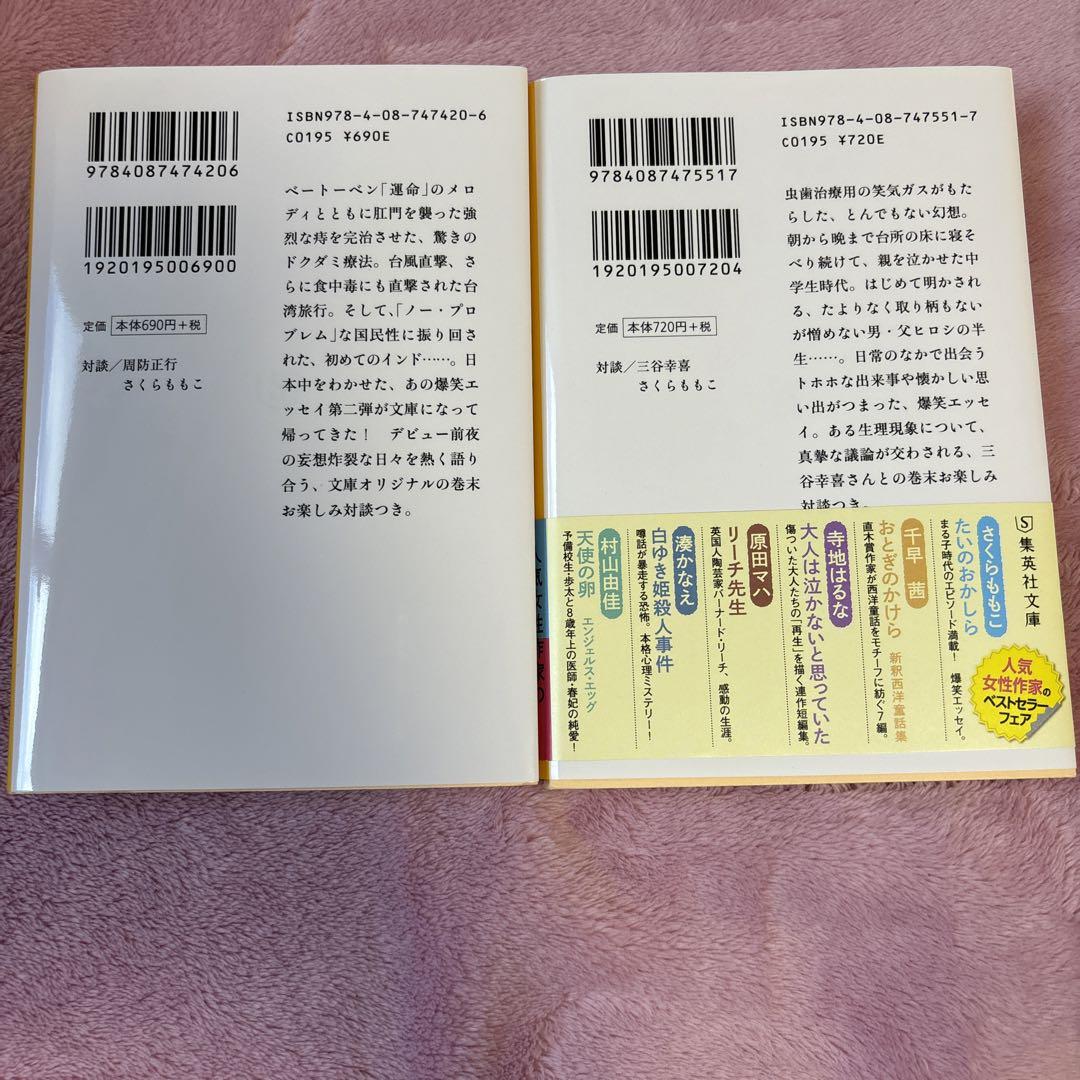 ISBN978-4-08-747420-6
C0195 ¥690E
9784087474206
1920195006900
定価 本体690円+税
対談/周防正行
さくらももこ
ベートーベン「運命」のメロ
ディとともに肛門を襲った強
烈な痔を完治させた、驚きの
ドクダミ療法。台風直撃、さ
らに食中毒にも直撃された台
湾旅行。そして、「ノー・プロ
ブレム」な国民性に振り回さ
れた、初めてのインド……。日
本中をわかせた、あの爆笑エ
ッセイ第二弾が文庫になって
帰ってきた! デビュー前夜
の妄想炸裂な日々を熱く語り
合う、文庫オリジナルの巻末
お楽しみ対談つき。
ISBN978-4-08-747551-7
C0195 ¥720E
9784087475517
1920195007204
定価 本体720円+税
対談/三谷幸喜
さくらももこ
虫歯治療用の笑気ガスがもた
らした、とんでもない幻想。
朝から晩まで台所の床に寝そ
べり続けて、親を泣かせた中
学生時代。はじめて明かされ
る、たよりなく取り柄もない
が憎めない男・父ヒロシの半
生……。日常のなかで出会う
トホホな出来事や懐かしい思
い出がつまった、爆笑エッセ
イ。ある生理現象について、
真摯な議論が交わされる、三
谷幸喜さんとの巻末お楽しみ
対談つき。
S 集英社文庫
さくらももこ
たいのおかしら
まる子時代のエピソード満載! 爆笑エッセイ。
千早 茜
おとぎのかけら 新釈西洋童話集
直木賞作家が西洋童話をモチーフに紡ぐ7編。
寺地はるな
大人は泣かないと思っていた
傷ついた大人たちの「再生」を描く連作短編集。
原田マハ
リーチ先生
英国人陶芸家バーナード・リーチ、感動の生涯。
湊かなえ
白ゆき姫殺人事件
噂話が暴走する恐怖。本格心理ミステリー!
村山由佳
天使の卵 エンジェルス・エッグ
予備校生・歩太と8歳年上の医師・春妃の純愛!
人気
女性作家の
ベストセラー
フェア
人気女性作家の